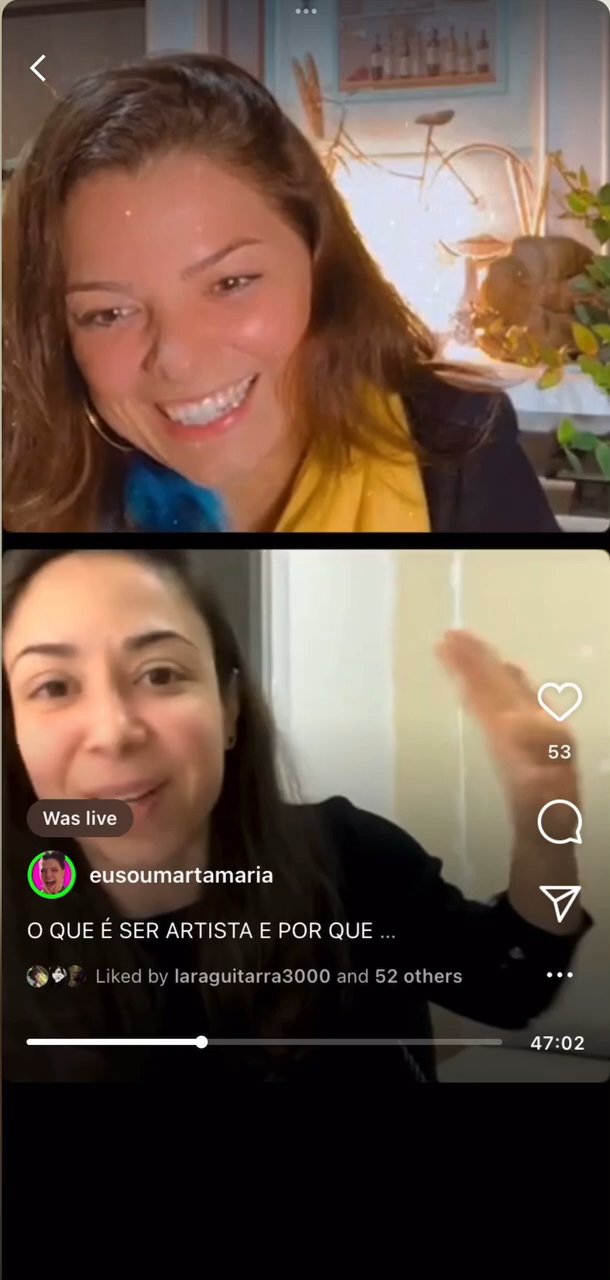 Was live
eusoumartamaria
O QUE É SER ARTISTA E POR QUE ...
Liked by laraguitarra3000 and 52 others
53
47:02